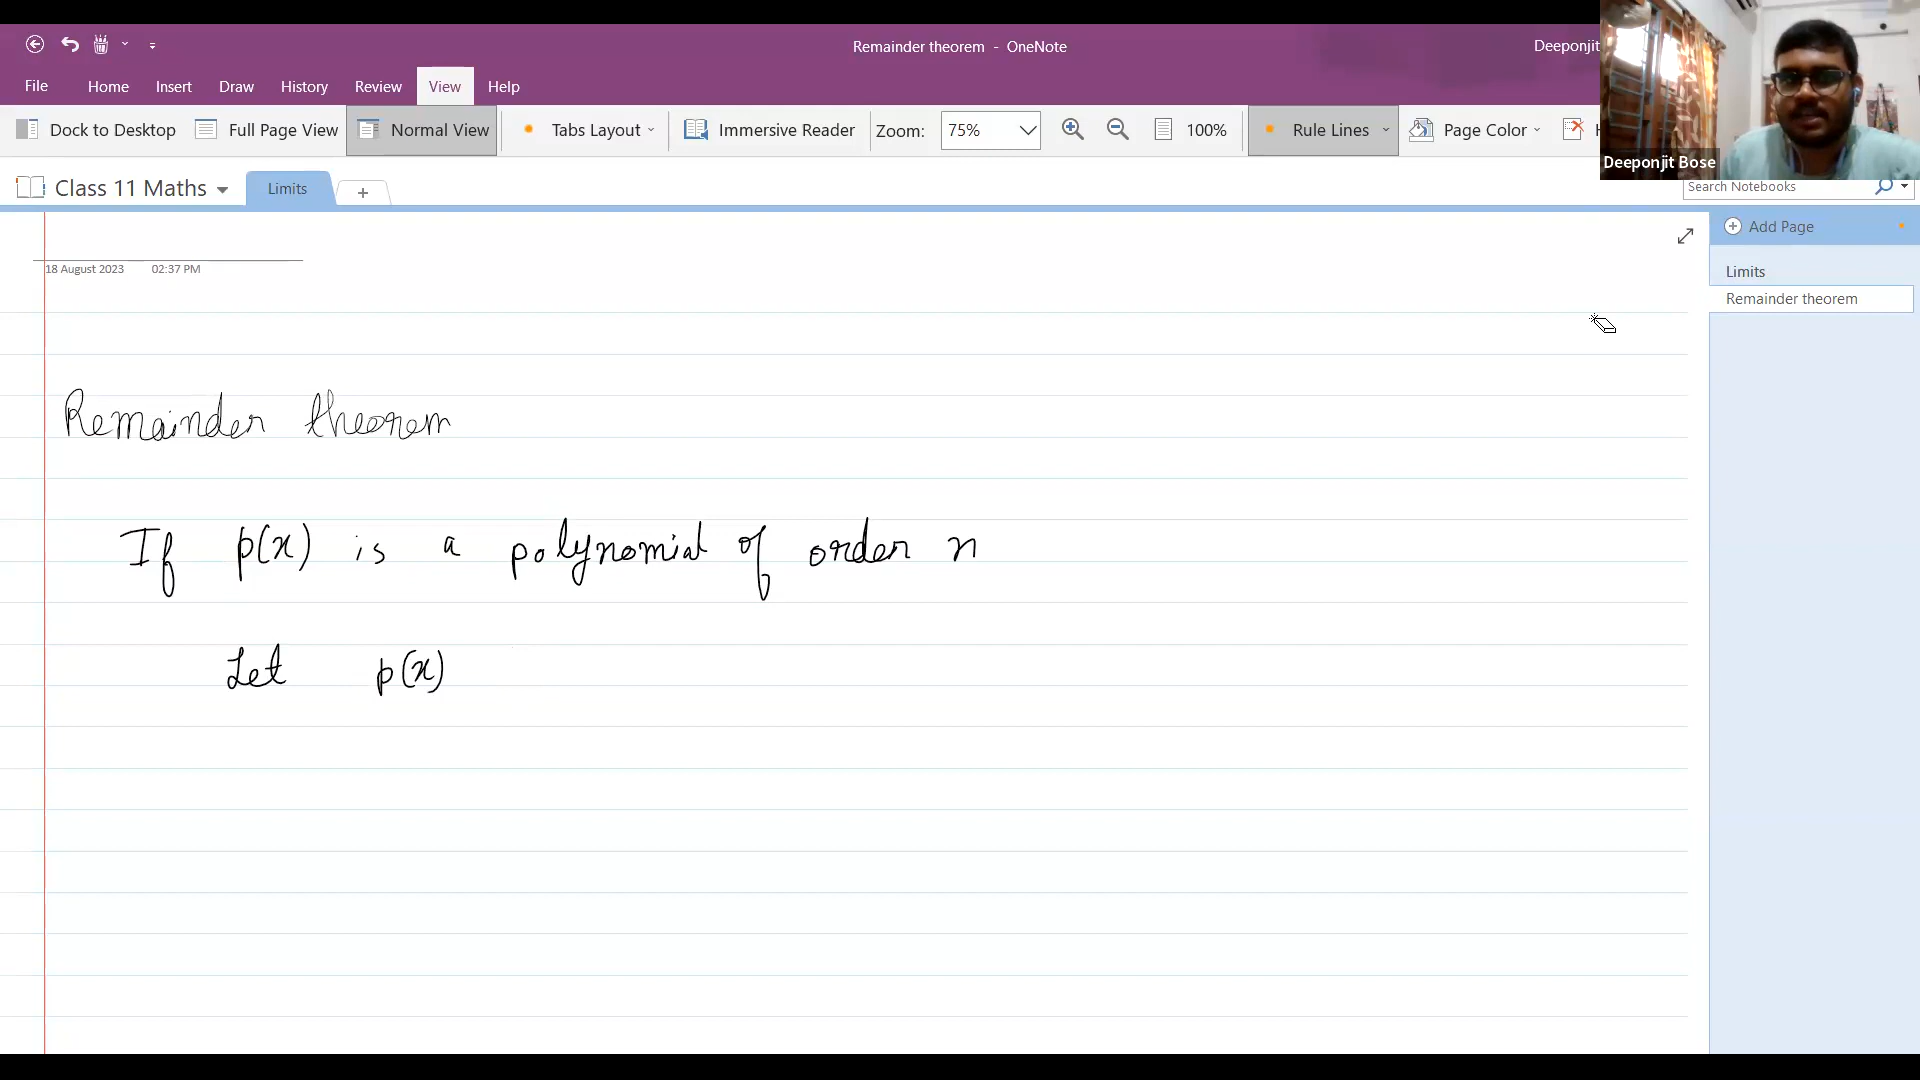 Remainder theorem - OneNote
Deeponjit
File Home Insert Draw History Review View Help
Dock to Desktop Full Page View Normal View Tabs Layout Immersive Reader Zoom: 75% 100% Rule Lines Page Color
Deeponjit Bose
Class 11 Maths Limits + Search Notebooks
Add Page
18 August 2023 02:37 PM
Limits
Remainder theorem
Remainder theorem
If p(x) is a polynomial of order n
Let p(x)